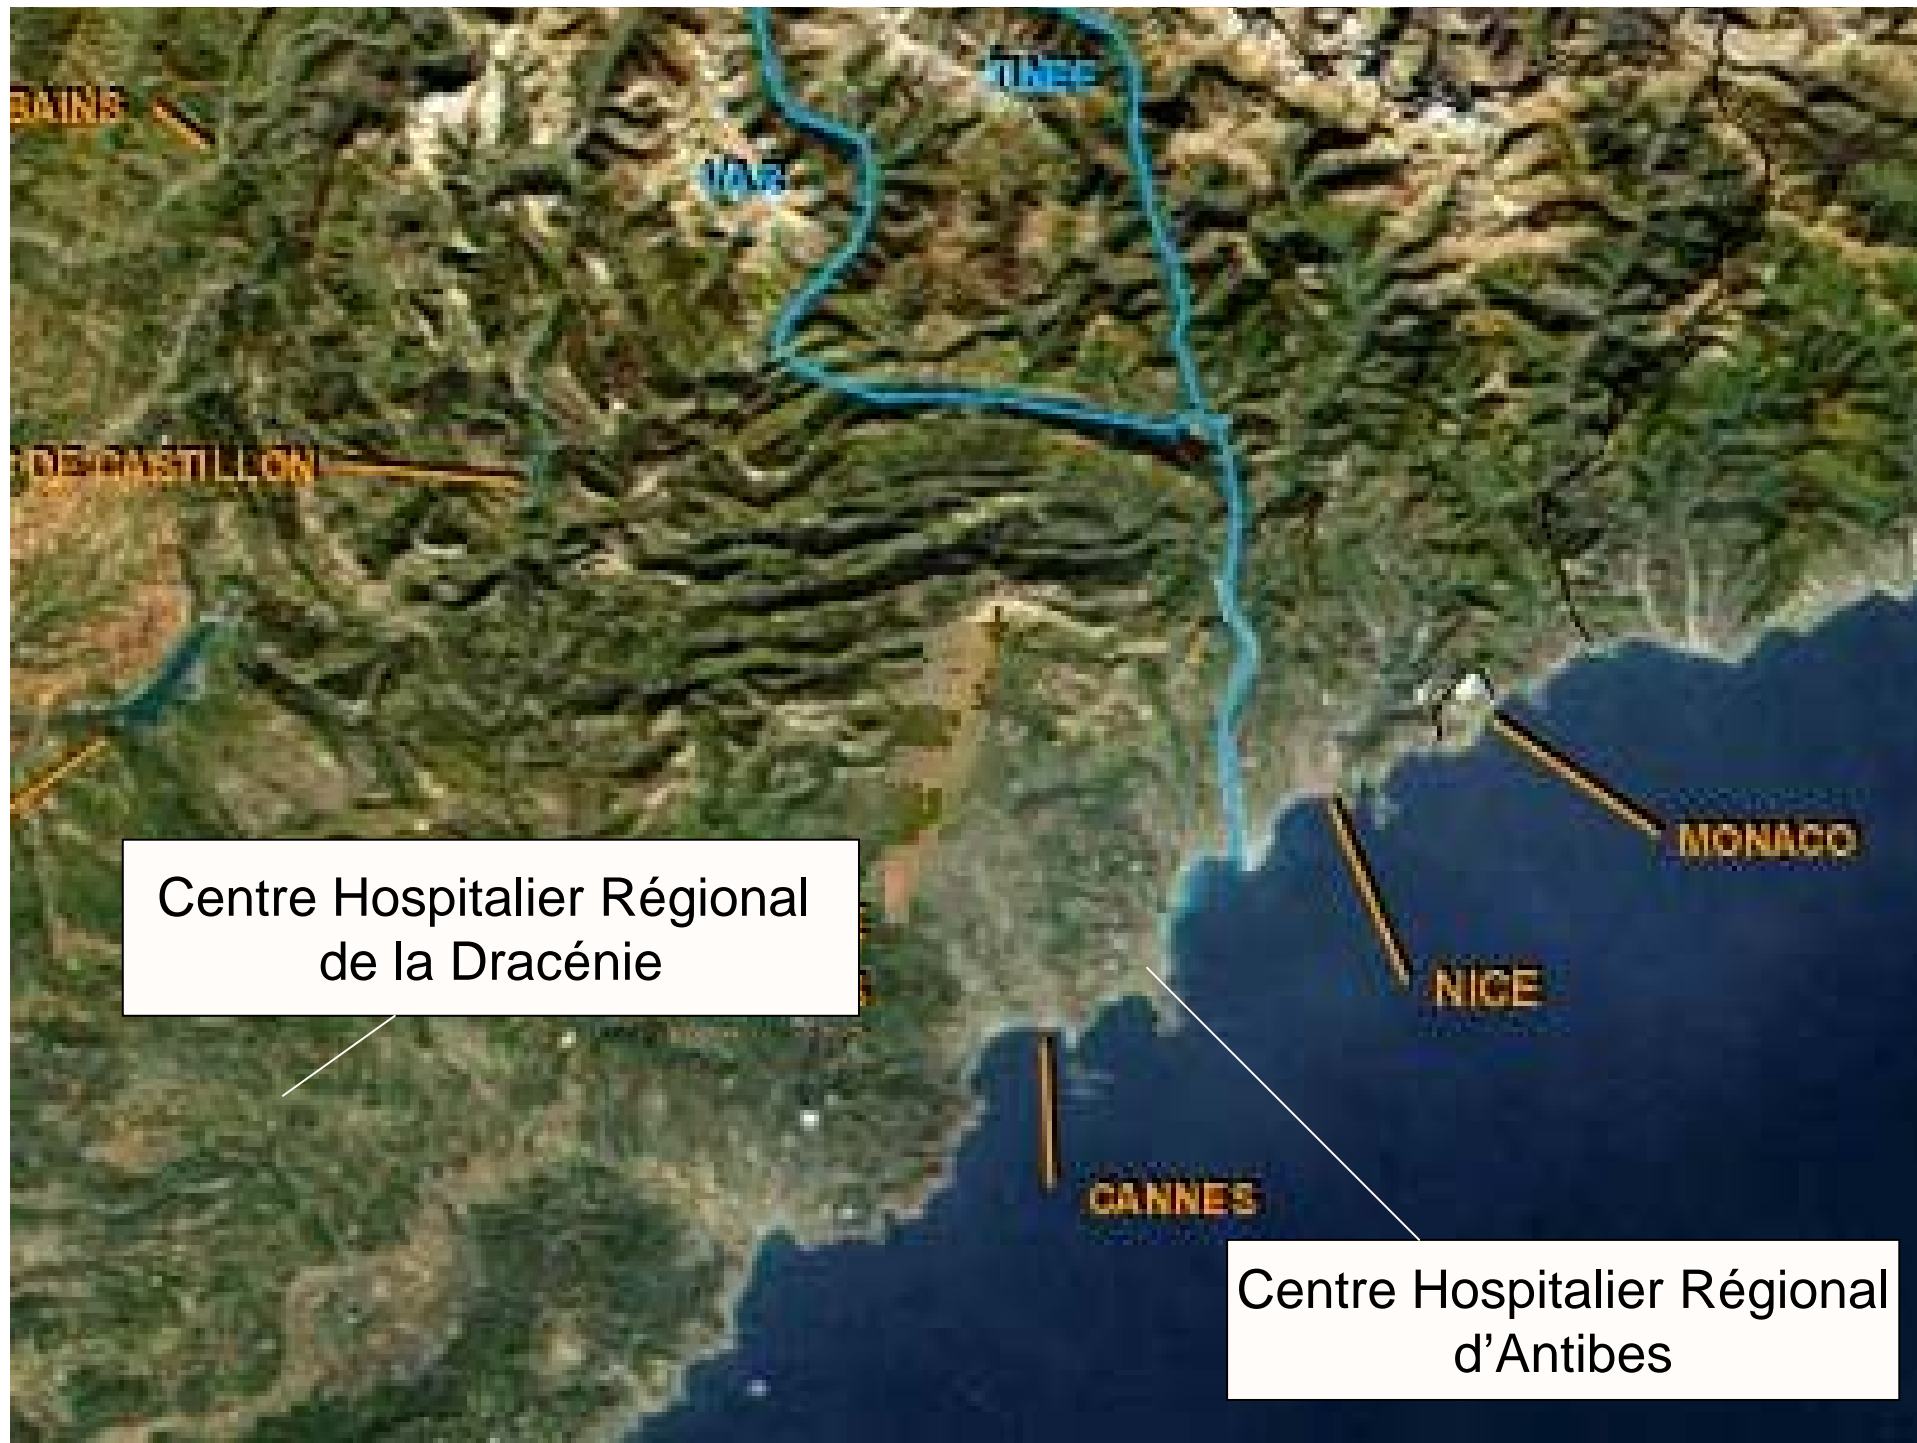 TINEE
BAINS
VAR
DE CASTILLON
MONACO
Centre Hospitalier Régional
de la Dracénie
NICE
CANNES
Centre Hospitalier Régional
d’Antibes